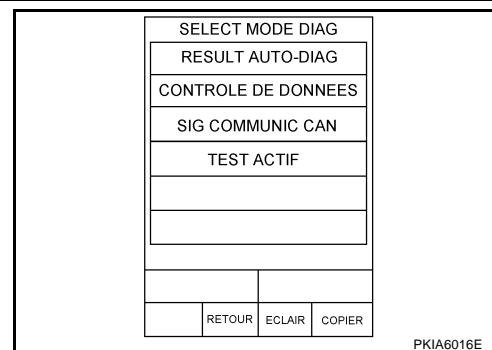 SELECT MODE DIAG
RESULT AUTO-DIAG
CONTROLE DE DONNEES
SIG COMMUNIC CAN
TEST ACTIF
RETOUR ECLAIR COPIER
PKIA6016E